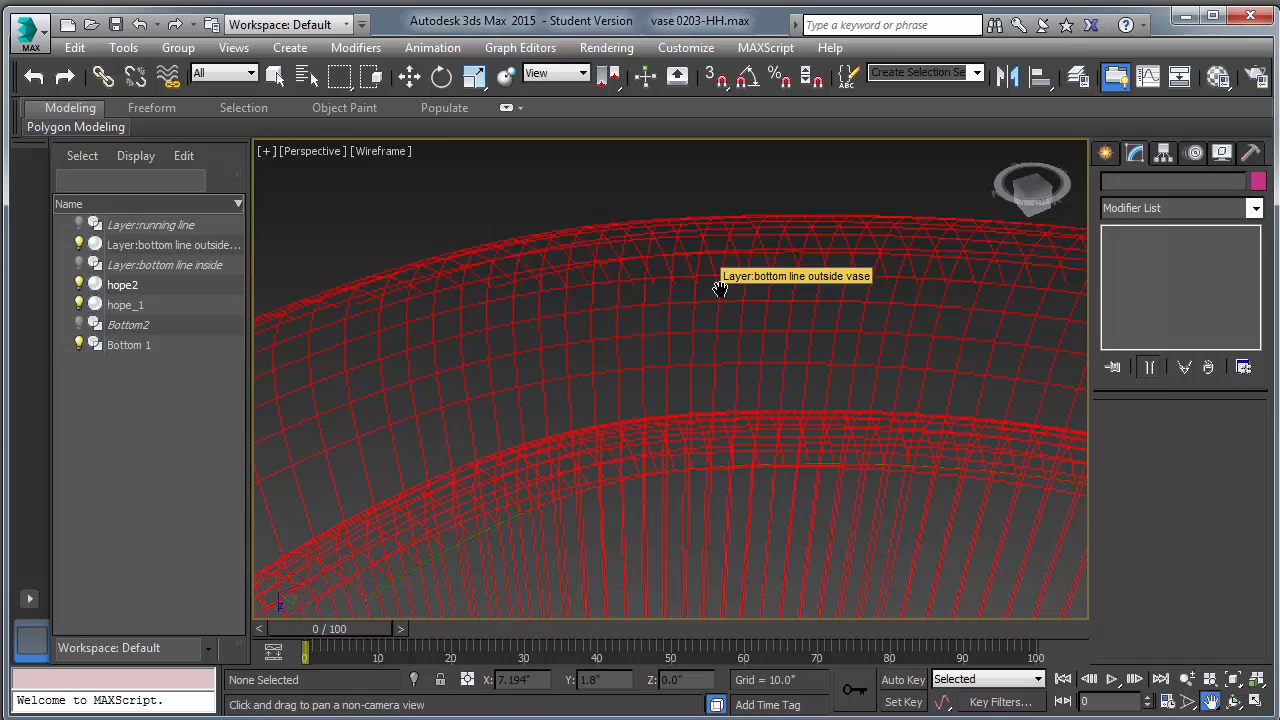 Workspace: Default
Autodesk 3ds Max 2015 - Student Version vase 0203-HH.max
Type a keyword or phrase
MAX
Edit Tools Group Views Create Modifiers Animation Graph Editors Rendering Customize MAXScript Help
All
View
Create Selection Se
Modeling Freeform Selection Object Paint Populate
Polygon Modeling
Select Display Edit
Name
Layer:running line
Layer:bottom line outside...
Layer:bottom line inside
hope2
hope_1
Bottom2
Bottom 1
[+] [Perspective] [Wireframe]
Layer:bottom line outside vase
Modifier List
0 / 100
Workspace: Default
0 10 20 30 40 50 60 70 80 90 100
None Selected X: 7.194" Y: 1.8" Z: 0.0" Grid = 10.0" Auto Key Selected
Welcome to MAXScript.
Click and drag to pan a non-camera view
Add Time Tag
Set Key Key Filters... 0